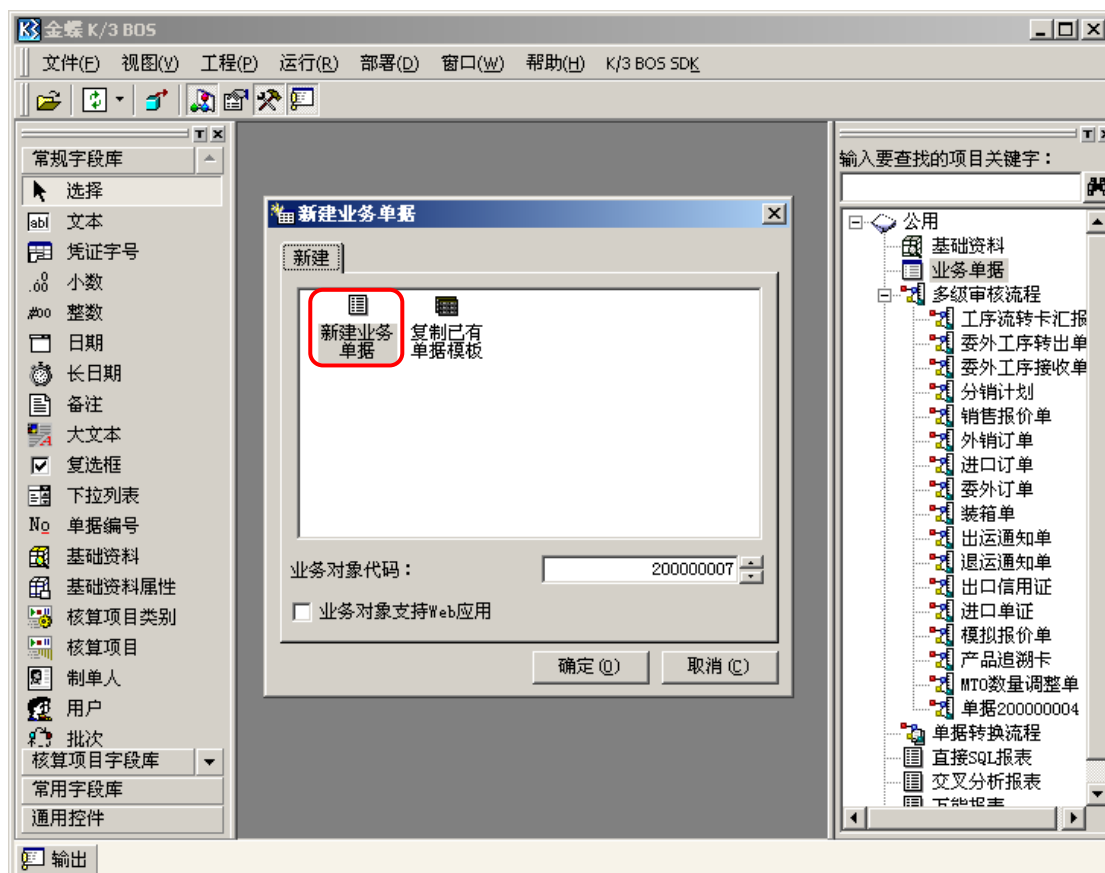 金蝶 K/3 BOS
文件(F) 视图(V) 工程(P) 运行(R) 部署(D) 窗口(W) 帮助(H) K/3 BOS SDK
常规字段库
选择
文本
凭证字号
小数
整数
日期
长日期
备注
大文本
复选框
下拉列表
单据编号
基础资料
基础资料属性
核算项目类别
核算项目
制单人
用户
批次
核算项目字段库
常用字段库
通用控件
新建业务单据
新建
新建业务
单据
复制已有
单据模板
业务对象代码：
200000007
业务对象支持Web应用
确定(O) 取消(C)
输入要查找的项目关键字：
公用
基础资料
业务单据
多级审核流程
工序流转卡汇报
委外工序转出单
委外工序接收单
分销计划
销售报价单
外销订单
进口订单
委外订单
装箱单
出运通知单
退运通知单
出口信用证
进口单证
模拟报价单
产品追溯卡
MTO数量调整单
单据200000004
单据转换流程
直接SQL报表
交叉分析报表
万能报表
输出